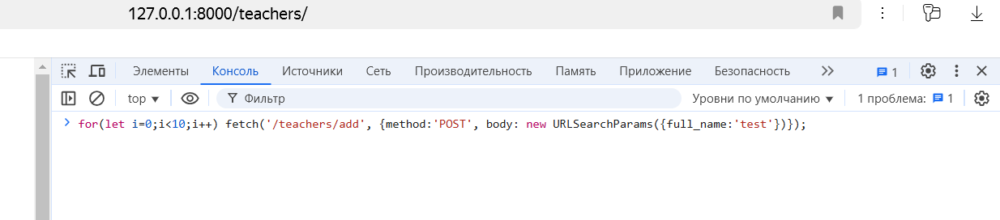 127.0.0.1:8000/teachers/
Элементы Консоль Источники Сеть Производительность Память Приложение Безопасность 1
top Фильтр Уровни по умолчанию 1 проблема: 1
for(let i=0;i<10;i++) fetch('/teachers/add', {method:'POST', body: new URLSearchParams({full_name:'test'})});